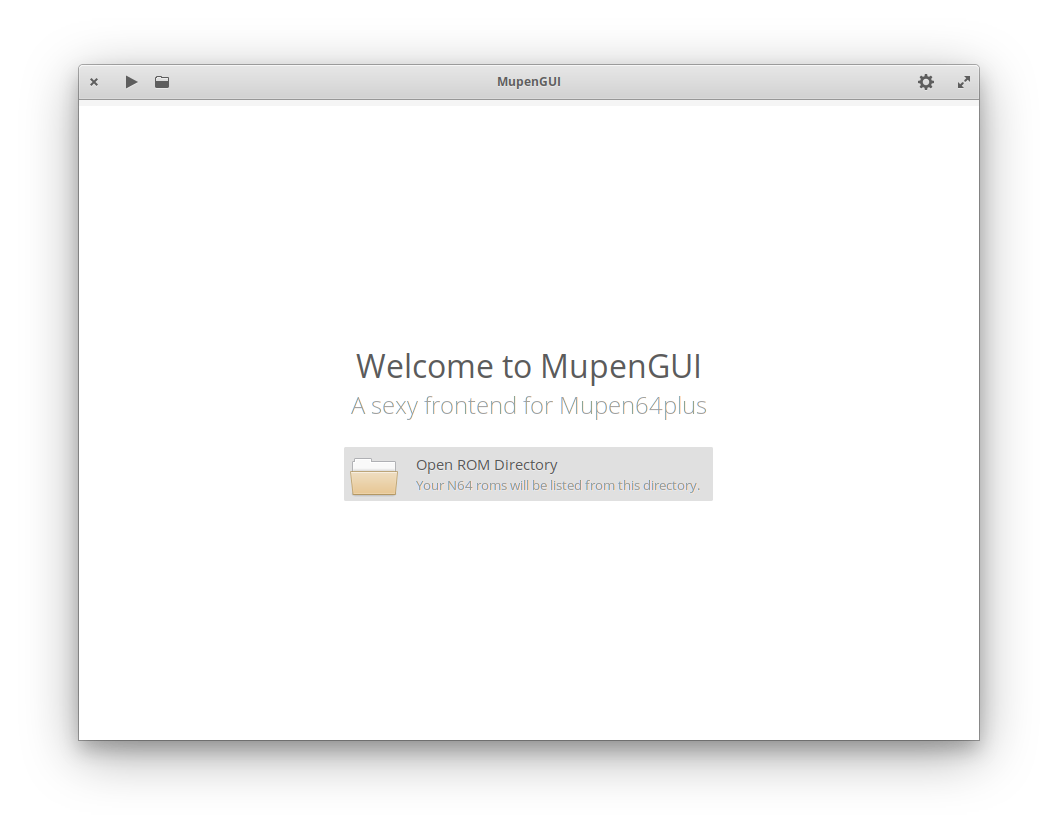 MupenGUI
Welcome to MupenGUI
A sexy frontend for Mupen64plus
Open ROM Directory
Your N64 roms will be listed from this directory.